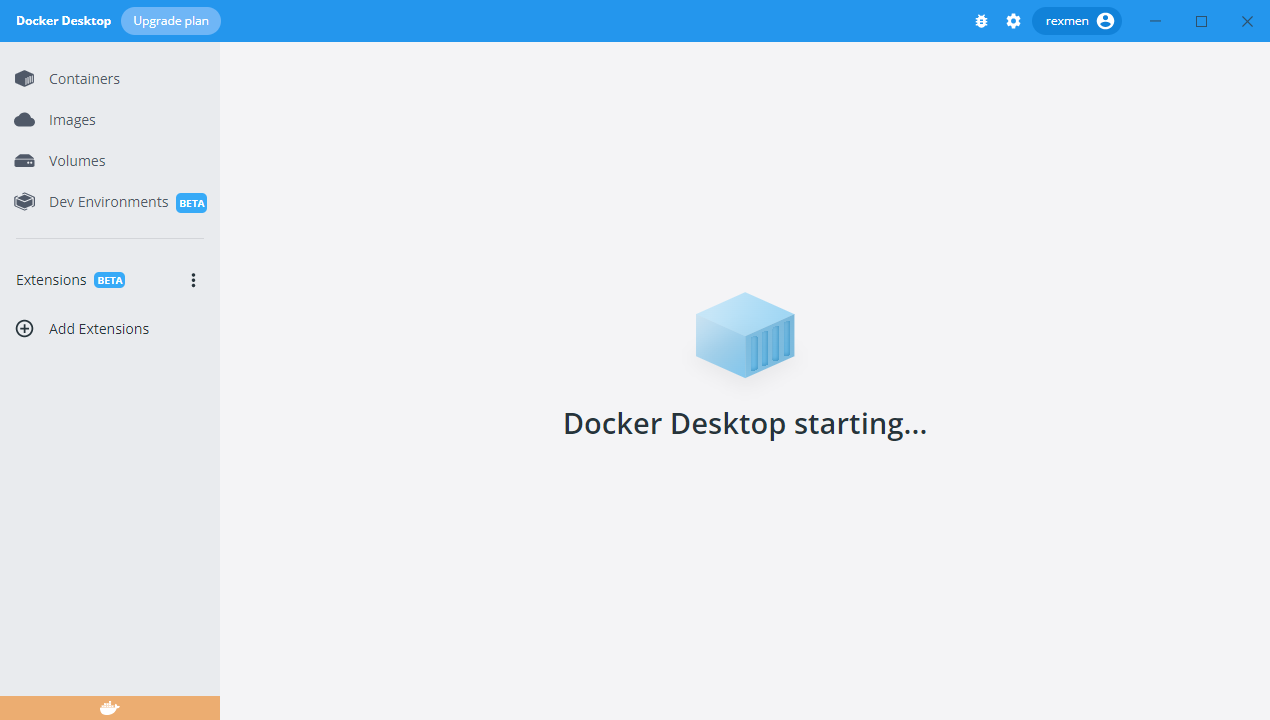 Docker Desktop Upgrade plan rexmen
Containers
Images
Volumes
Dev Environments BETA
Extensions BETA
Add Extensions
Docker Desktop starting...